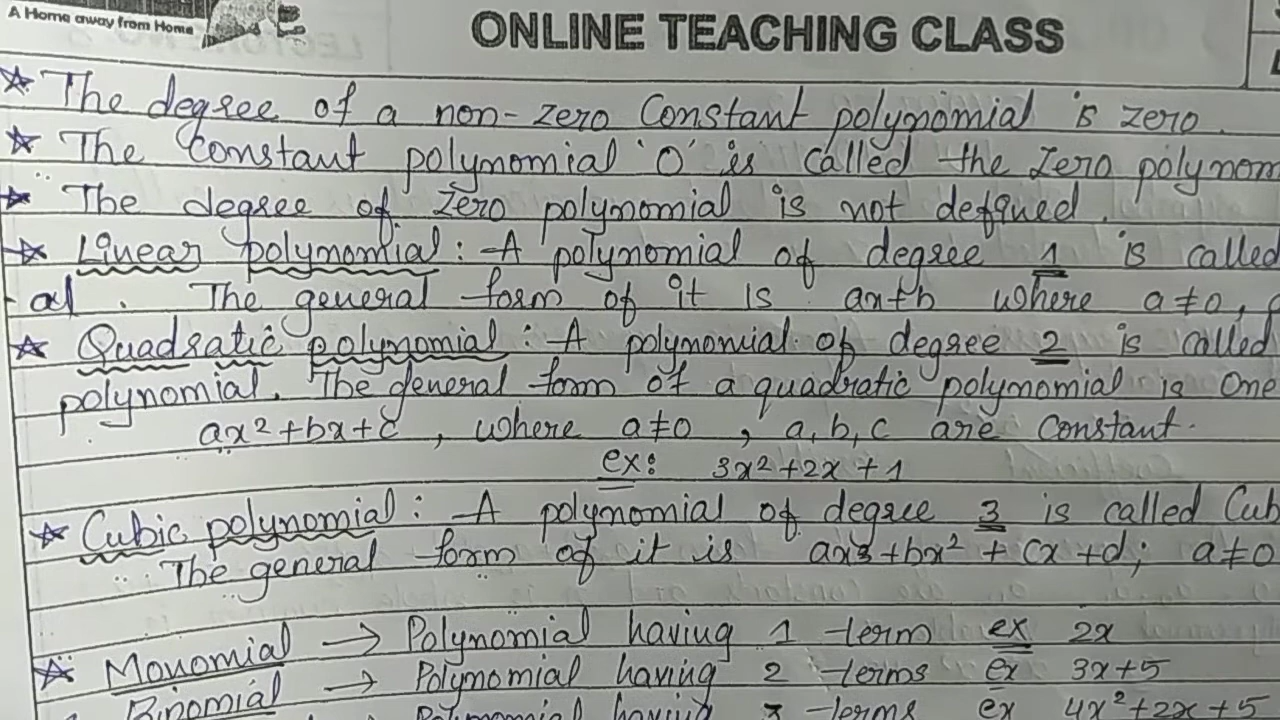 A Home away from Home
ONLINE TEACHING CLASS
☆ The degree of a non-zero Constant polynomial is zero.
☆ The Constant polynomial '0' is called the Zero polynom
☆ The degree of Zero polynomial is not defined.
☆ Linear polynomial : - A polynomial of degree 1 is called
al . The general form of it is ax+b where a≠0,
☆ Quadratic polynomial : - A polynomial of degree 2 is called
polynomial. The general form of a quadratic polynomial is One
ax²+bx+c , where a≠0 , a, b, c are Constant.
ex: 3x²+2x+1
☆ Cubic polynomial : - A polynomial of degree 3 is called Cub
The general form of it is ax3+bx²+cx+d; a≠0
☆ Monomial → Polynomial having 1 term ex 2x
Binomial → Polynomial having 2 terms ex 3x+5
Polynomial having terms ex 4x²+2x+5